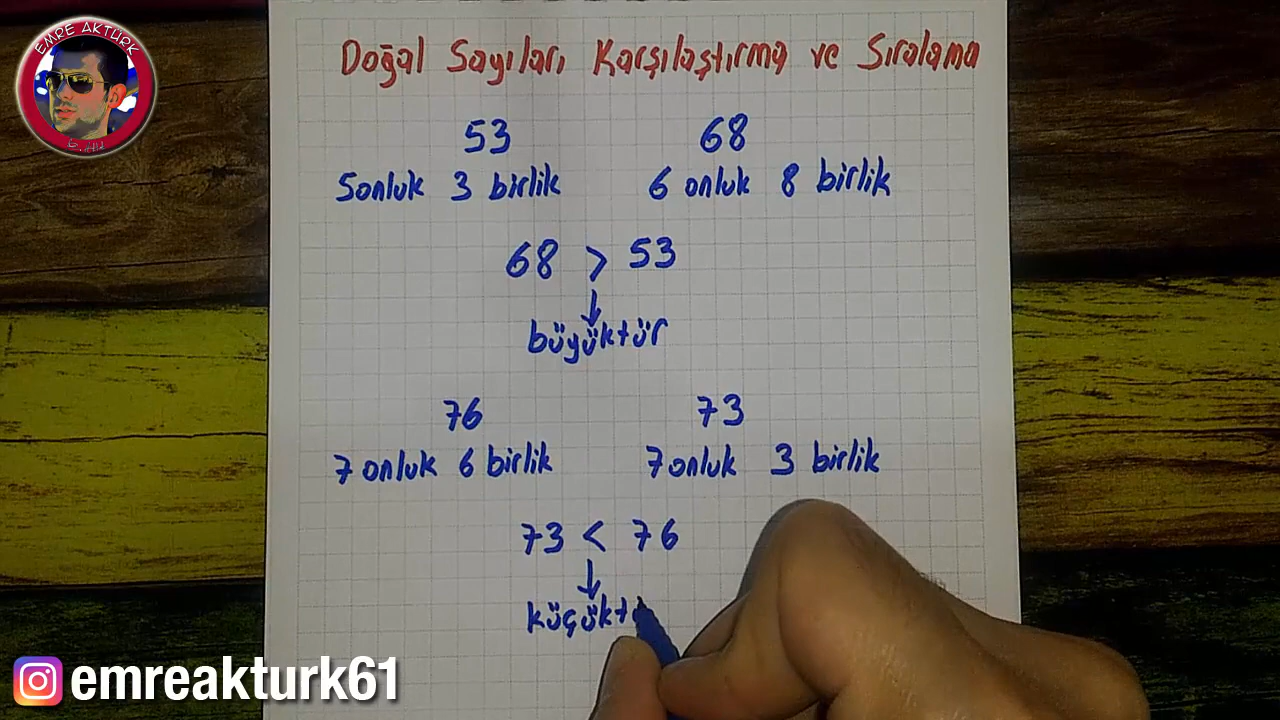 EMRE AKTÜRK
Doğal Sayıları Karşılaştırma ve Sıralama
53 68
5onluk 3 birlik 6 onluk 8 birlik
68 > 53
↓
büyüktür
76 73
7 onluk 6 birlik 7onluk 3 birlik
73 < 76
↓
küçükt
emreakturk61